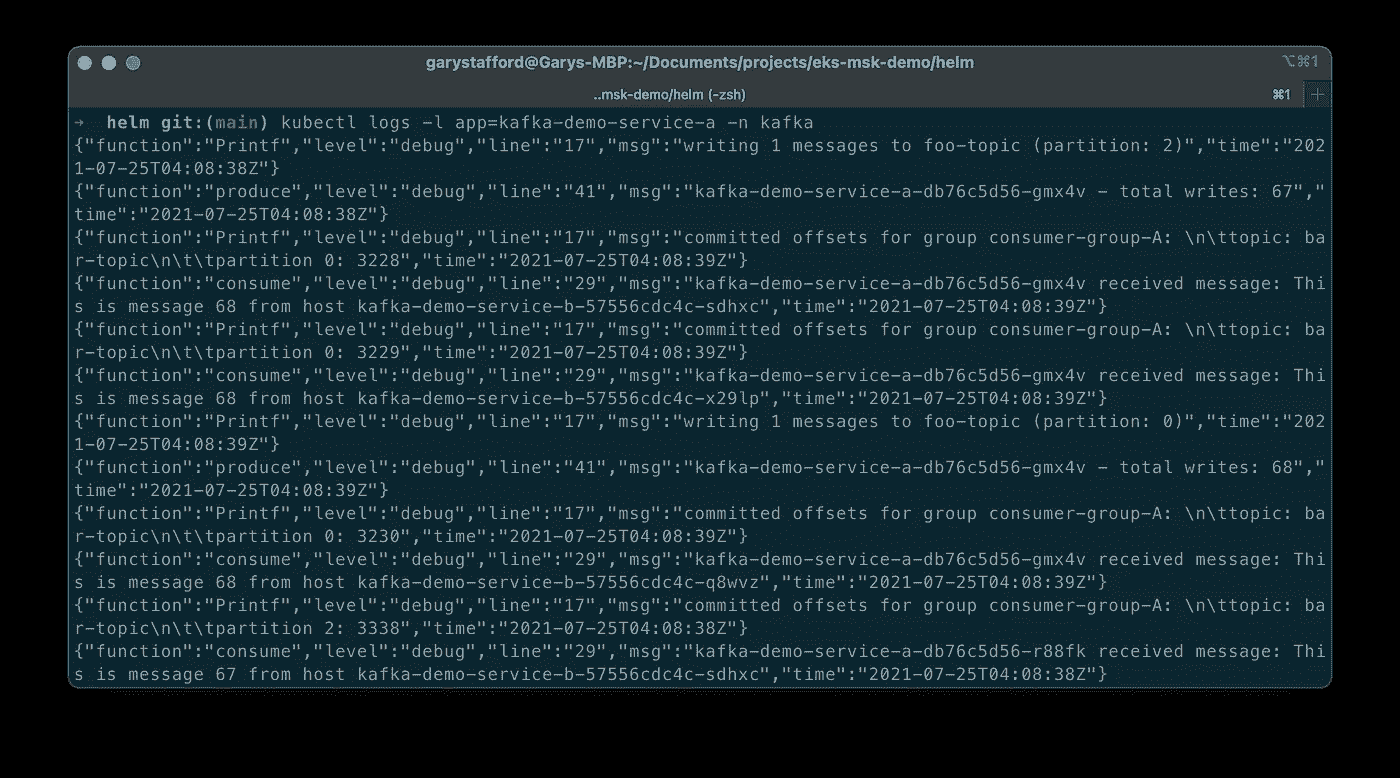 garystafford@Garys-MBP:~/Documents/projects/eks-msk-demo/helm
⌥⌘1
..msk-demo/helm (-zsh)
⌘1 +
→ helm git:(main) kubectl logs -l app=kafka-demo-service-a -n kafka
{"function":"Printf","level":"debug","line":"17","msg":"writing 1 messages to foo-topic (partition: 2)","time":"202
1-07-25T04:08:38Z"}
{"function":"produce","level":"debug","line":"41","msg":"kafka-demo-service-a-db76c5d56-gmx4v - total writes: 67","
time":"2021-07-25T04:08:38Z"}
{"function":"Printf","level":"debug","line":"17","msg":"committed offsets for group consumer-group-A: \n\ttopic: ba
r-topic\n\t\tpartition 0: 3228","time":"2021-07-25T04:08:39Z"}
{"function":"consume","level":"debug","line":"29","msg":"kafka-demo-service-a-db76c5d56-gmx4v received message: Thi
s is message 68 from host kafka-demo-service-b-57556cdc4c-sdhxc","time":"2021-07-25T04:08:39Z"}
{"function":"Printf","level":"debug","line":"17","msg":"committed offsets for group consumer-group-A: \n\ttopic: ba
r-topic\n\t\tpartition 0: 3229","time":"2021-07-25T04:08:39Z"}
{"function":"consume","level":"debug","line":"29","msg":"kafka-demo-service-a-db76c5d56-gmx4v received message: Thi
s is message 68 from host kafka-demo-service-b-57556cdc4c-x29lp","time":"2021-07-25T04:08:39Z"}
{"function":"Printf","level":"debug","line":"17","msg":"writing 1 messages to foo-topic (partition: 0)","time":"202
1-07-25T04:08:39Z"}
{"function":"produce","level":"debug","line":"41","msg":"kafka-demo-service-a-db76c5d56-gmx4v - total writes: 68","
time":"2021-07-25T04:08:39Z"}
{"function":"Printf","level":"debug","line":"17","msg":"committed offsets for group consumer-group-A: \n\ttopic: ba
r-topic\n\t\tpartition 0: 3230","time":"2021-07-25T04:08:39Z"}
{"function":"consume","level":"debug","line":"29","msg":"kafka-demo-service-a-db76c5d56-gmx4v received message: Thi
s is message 68 from host kafka-demo-service-b-57556cdc4c-q8wvz","time":"2021-07-25T04:08:39Z"}
{"function":"Printf","level":"debug","line":"17","msg":"committed offsets for group consumer-group-A: \n\ttopic: ba
r-topic\n\t\tpartition 2: 3338","time":"2021-07-25T04:08:38Z"}
{"function":"consume","level":"debug","line":"29","msg":"kafka-demo-service-a-db76c5d56-r88fk received message: Thi
s is message 67 from host kafka-demo-service-b-57556cdc4c-sdhxc","time":"2021-07-25T04:08:38Z"}